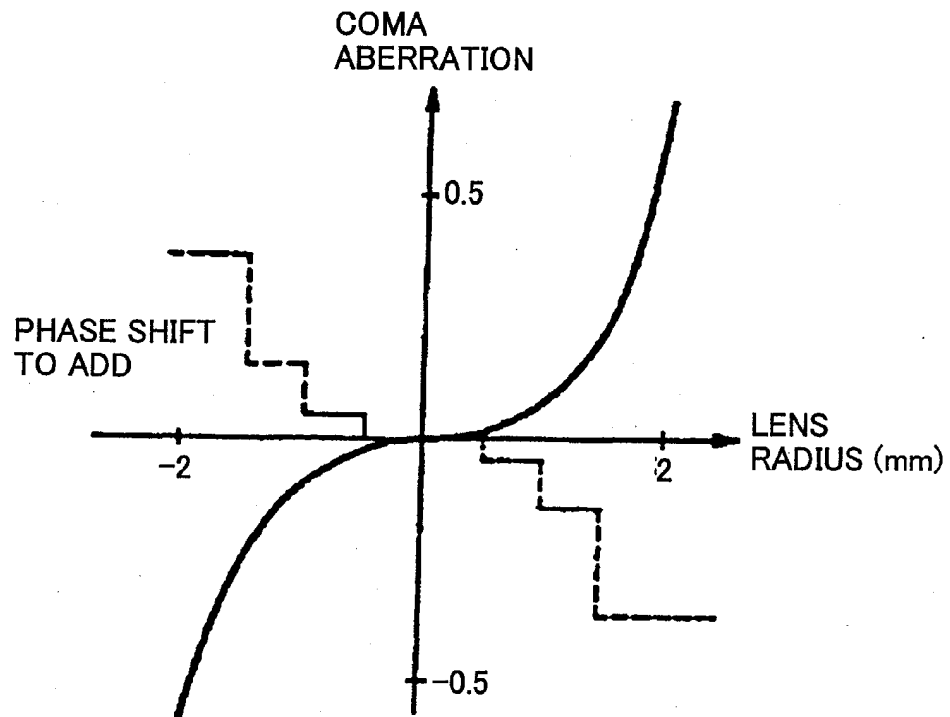 COMA
ABERRATION
0.5
PHASE SHIFT
TO ADD
-2
2
LENS
RADIUS (mm)
-0.5